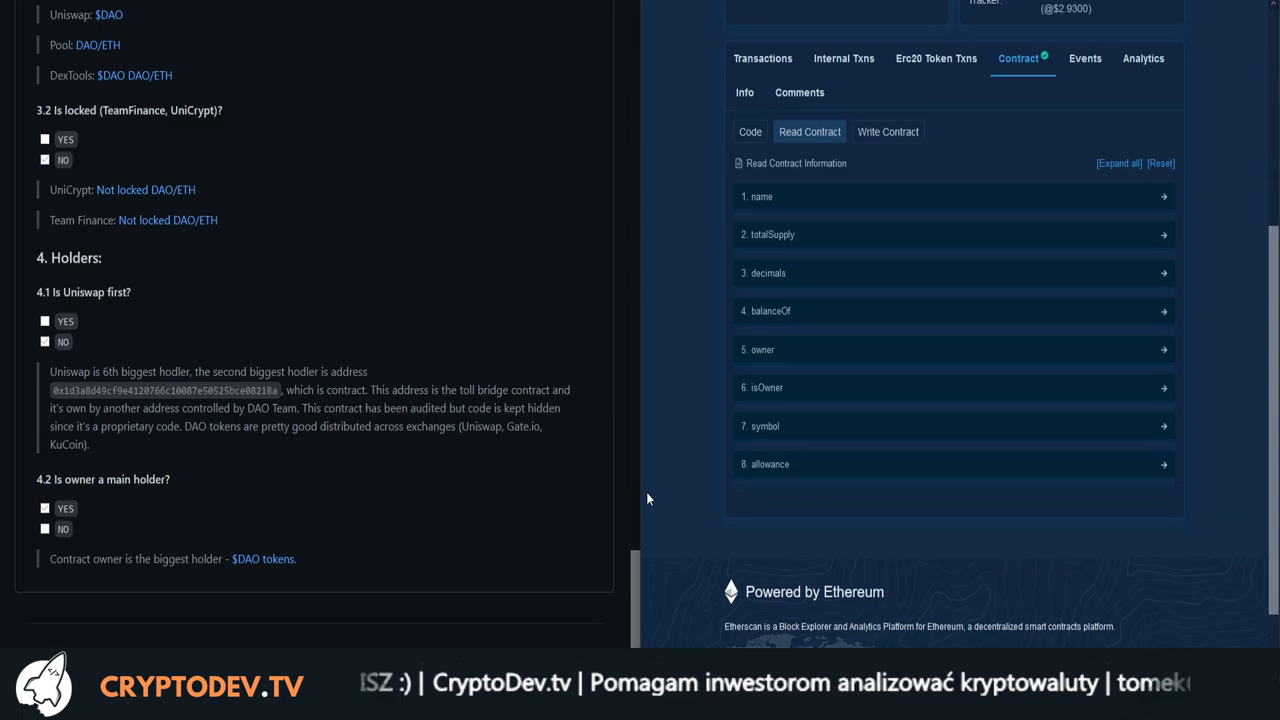 Uniswap: $DAO
Pool: DAO/ETH
DexTools: $DAO DAO/ETH
3.2 Is locked (TeamFinance, UniCrypt)?
YES
NO
UniCrypt: Not locked DAO/ETH
Team Finance: Not locked DAO/ETH
4. Holders:
4.1 Is Uniswap first?
YES
NO
Uniswap is 6th biggest hodler, the second biggest hodler is address
0x1d3a8d49cf9e4120766c10087e50525bce08218a, which is contract. This address is the toll bridge contract and
it's own by another address controlled by DAO Team. This contract has been audited but code is kept hidden
since it's a proprietary code. DAO tokens are pretty good distributed across exchanges (Uniswap, Gate.io,
KuCoin).
4.2 Is owner a main holder?
YES
NO
Contract owner is the biggest holder - $DAO tokens.
(@$2.9300)
Transactions Internal Txns Erc20 Token Txns Contract Events Analytics
Info Comments
Code Read Contract Write Contract
Read Contract Information [Expand all] [Reset]
1. name
2. totalSupply
3. decimals
4. balanceOf
5. owner
6. isOwner
7. symbol
8. allowance
Powered by Ethereum
Etherscan is a Block Explorer and Analytics Platform for Ethereum, a decentralized smart contracts platform.
CRYPTODEV.TV
ISZ :) | CryptoDev.tv | Pomagam inwestorom analizować kryptowaluty | tomek